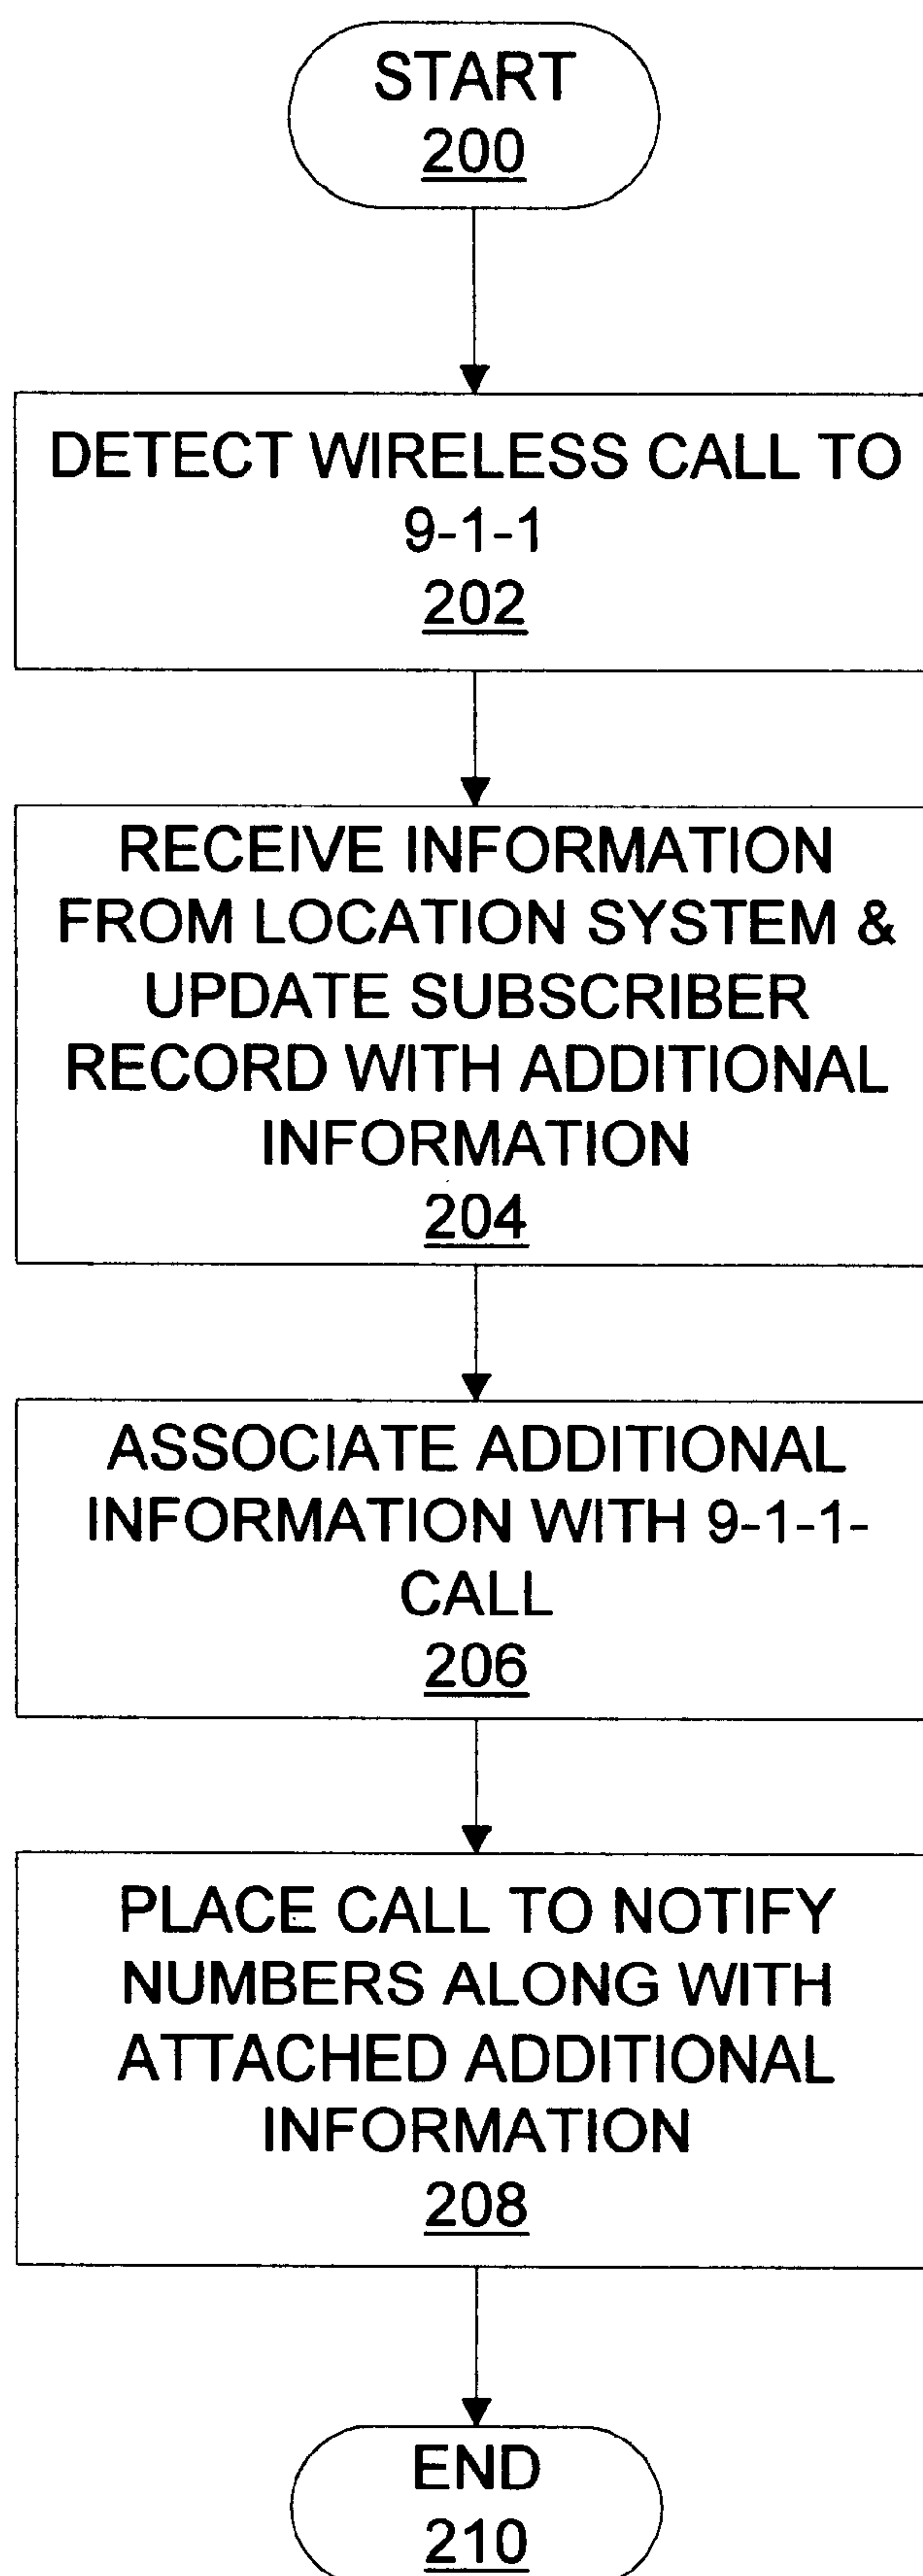 START
200
DETECT WIRELESS CALL TO
9-1-1
202
RECEIVE INFORMATION
FROM LOCATION SYSTEM &
UPDATE SUBSCRIBER
RECORD WITH ADDITIONAL
INFORMATION
204
ASSOCIATE ADDITIONAL
INFORMATION WITH 9-1-1-
CALL
206
PLACE CALL TO NOTIFY
NUMBERS ALONG WITH
ATTACHED ADDITIONAL
INFORMATION
208
END
210